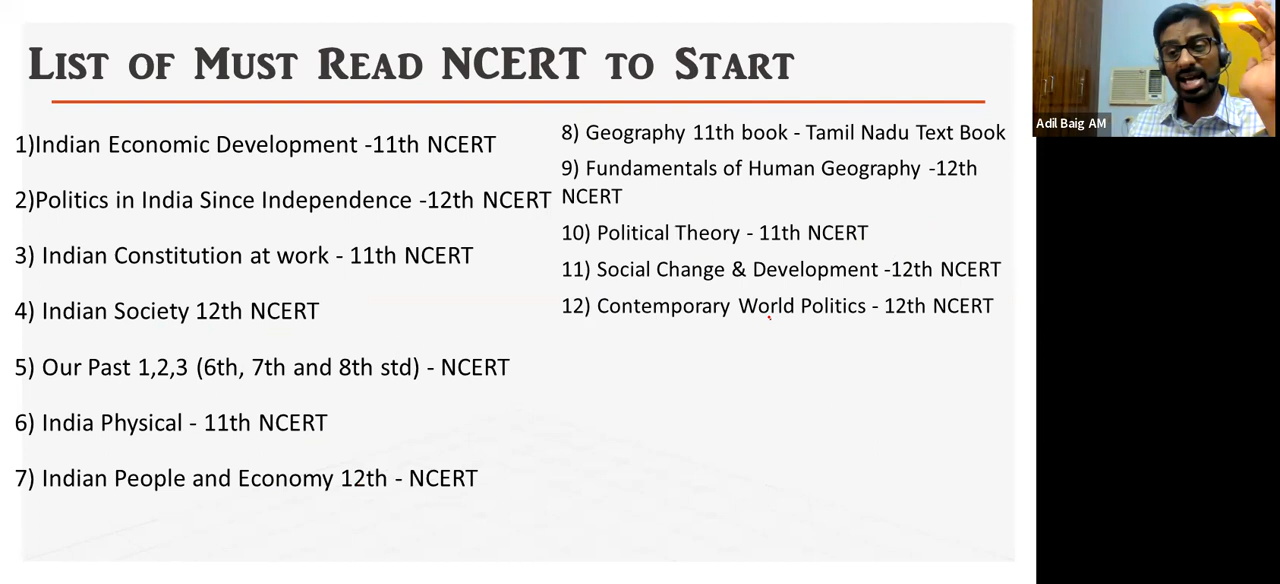 List of Must Read NCERT to Start
1)Indian Economic Development -11th NCERT
2)Politics in India Since Independence -12th NCERT
3) Indian Constitution at work - 11th NCERT
4) Indian Society 12th NCERT
5) Our Past 1,2,3 (6th, 7th and 8th std) - NCERT
6) India Physical - 11th NCERT
7) Indian People and Economy 12th - NCERT
8) Geography 11th book - Tamil Nadu Text Book
9) Fundamentals of Human Geography -12th
NCERT
10) Political Theory - 11th NCERT
11) Social Change & Development -12th NCERT
12) Contemporary World Politics - 12th NCERT
Adil Baig AM